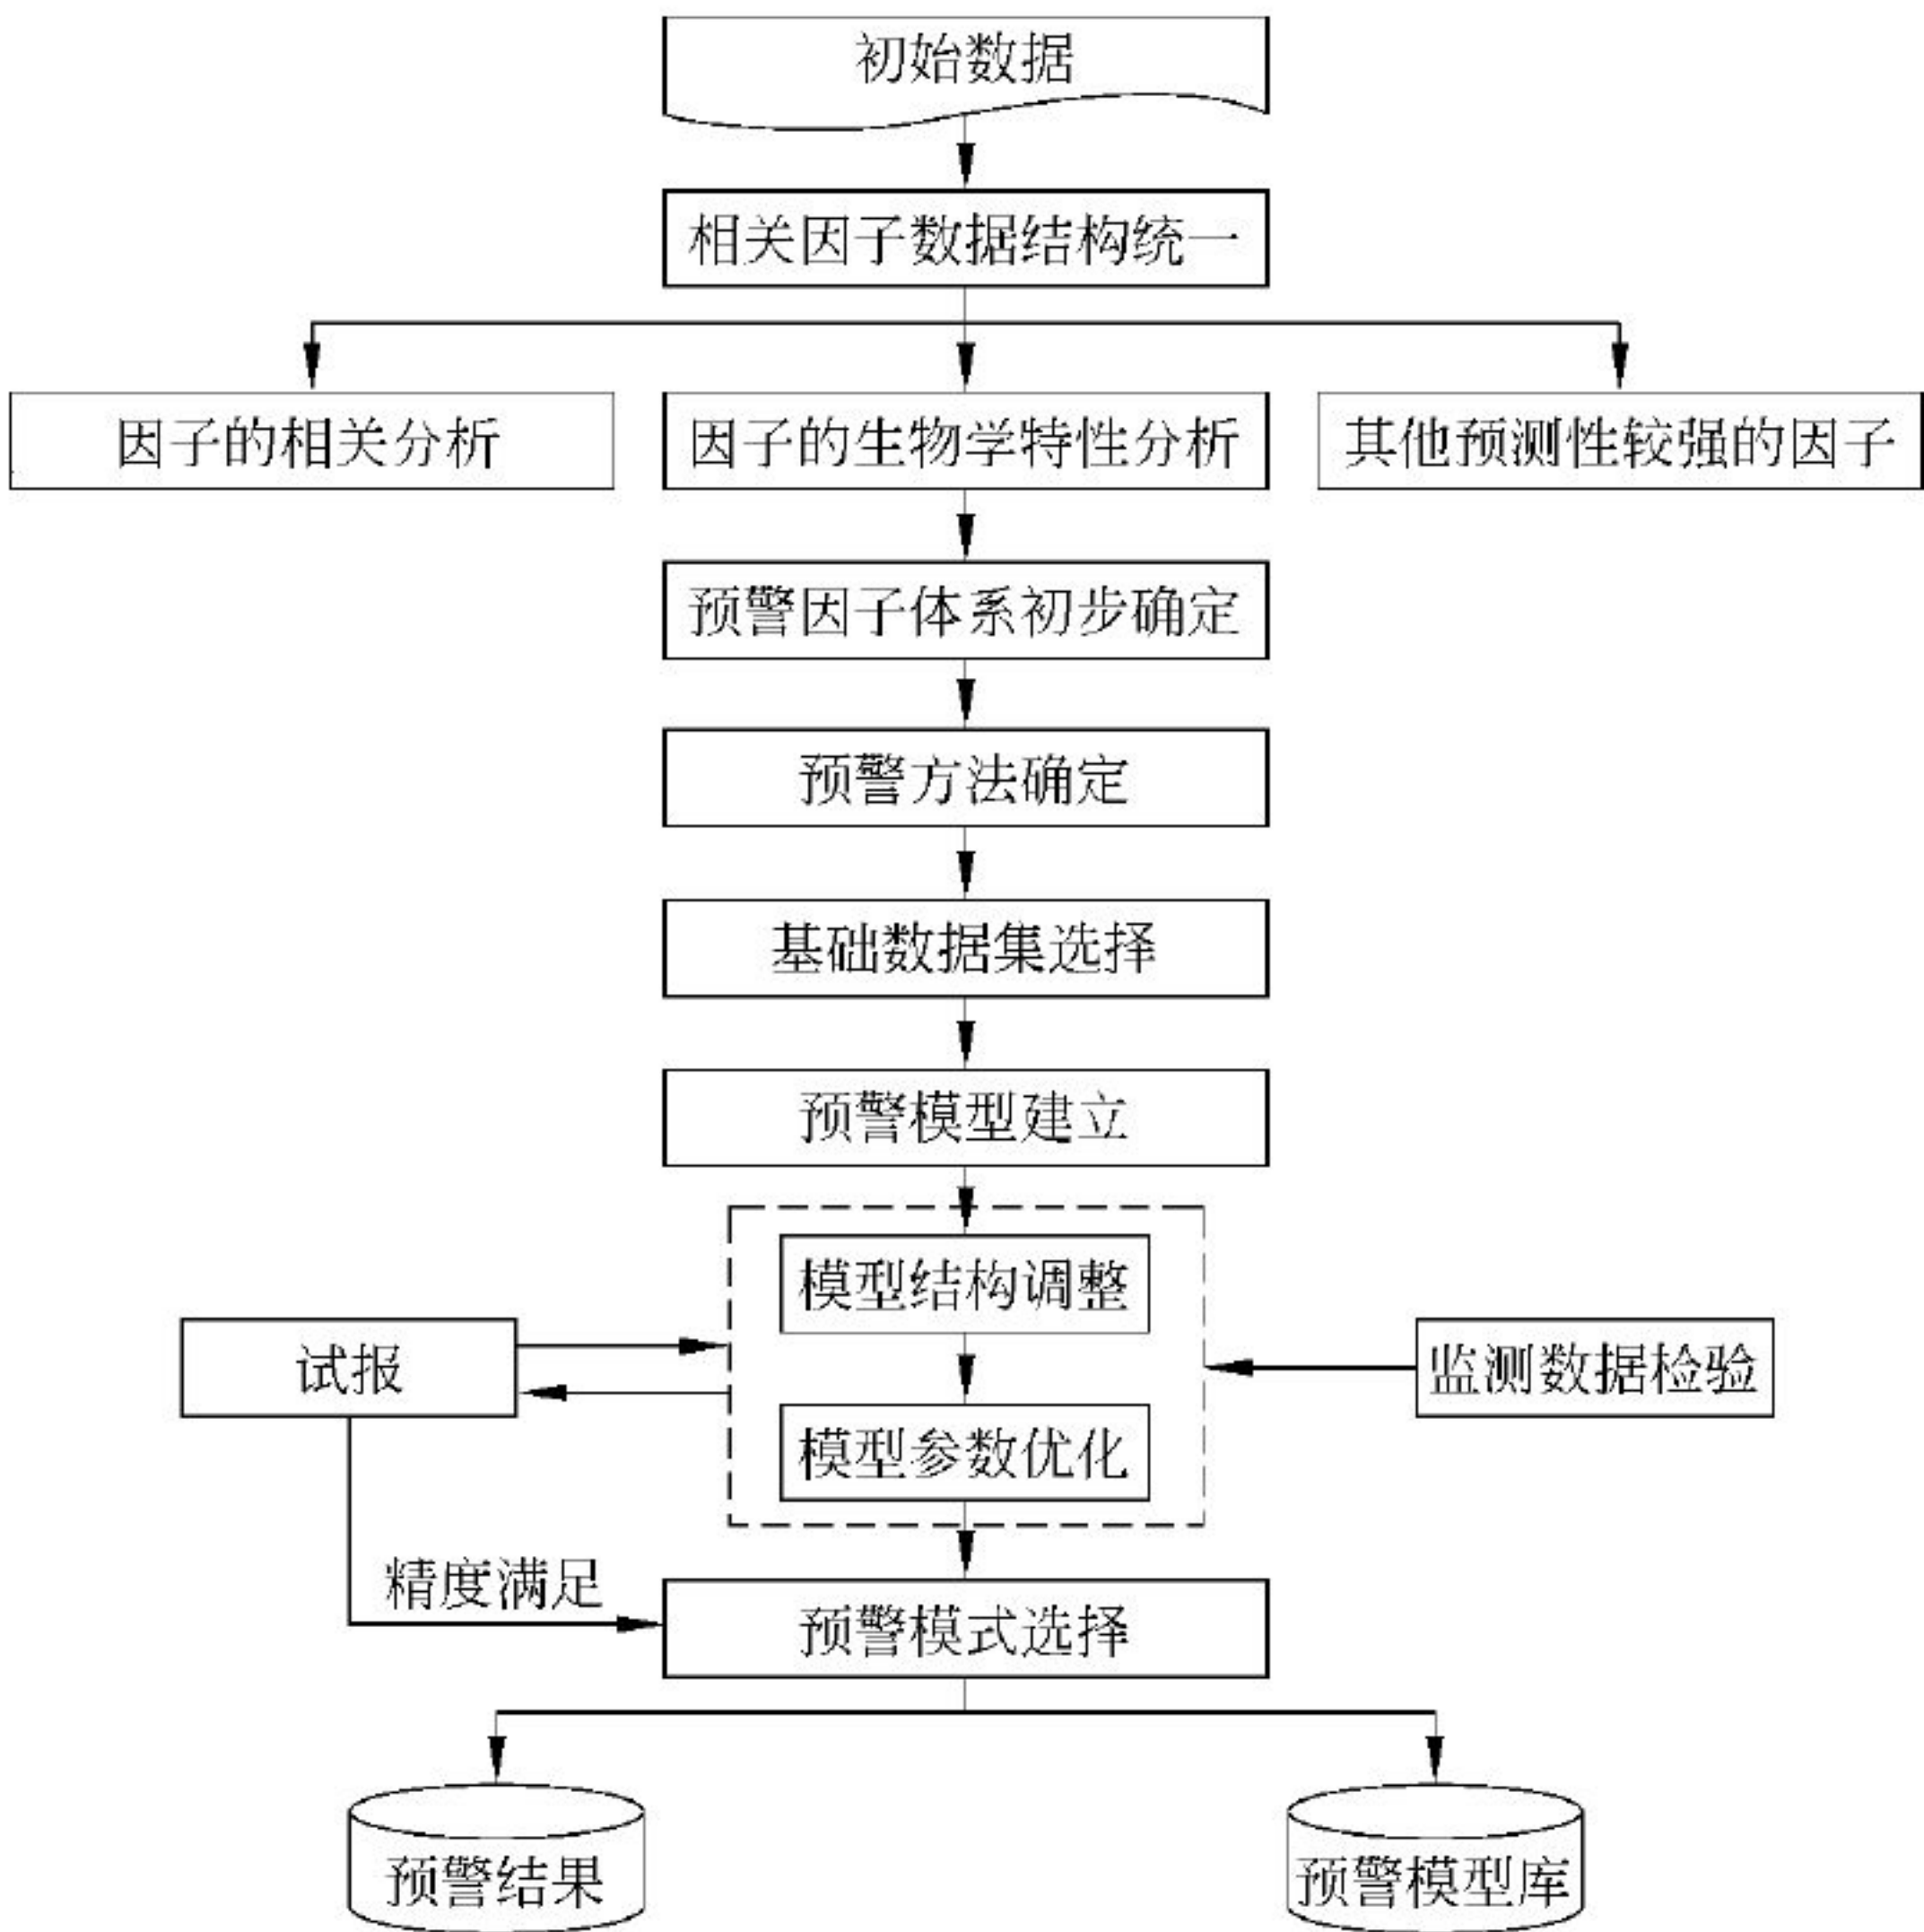 初始数据
相关因子数据结构统一
因子的相关分析
因子的生物学特性分析
其他预测性较强的因子
预警因子体系初步确定
预警方法确定
基础数据集选择
预警模型建立
模型结构调整
试报
监测数据检验
模型参数优化
精度满足
预警模式选择
预警结果
预警模型库